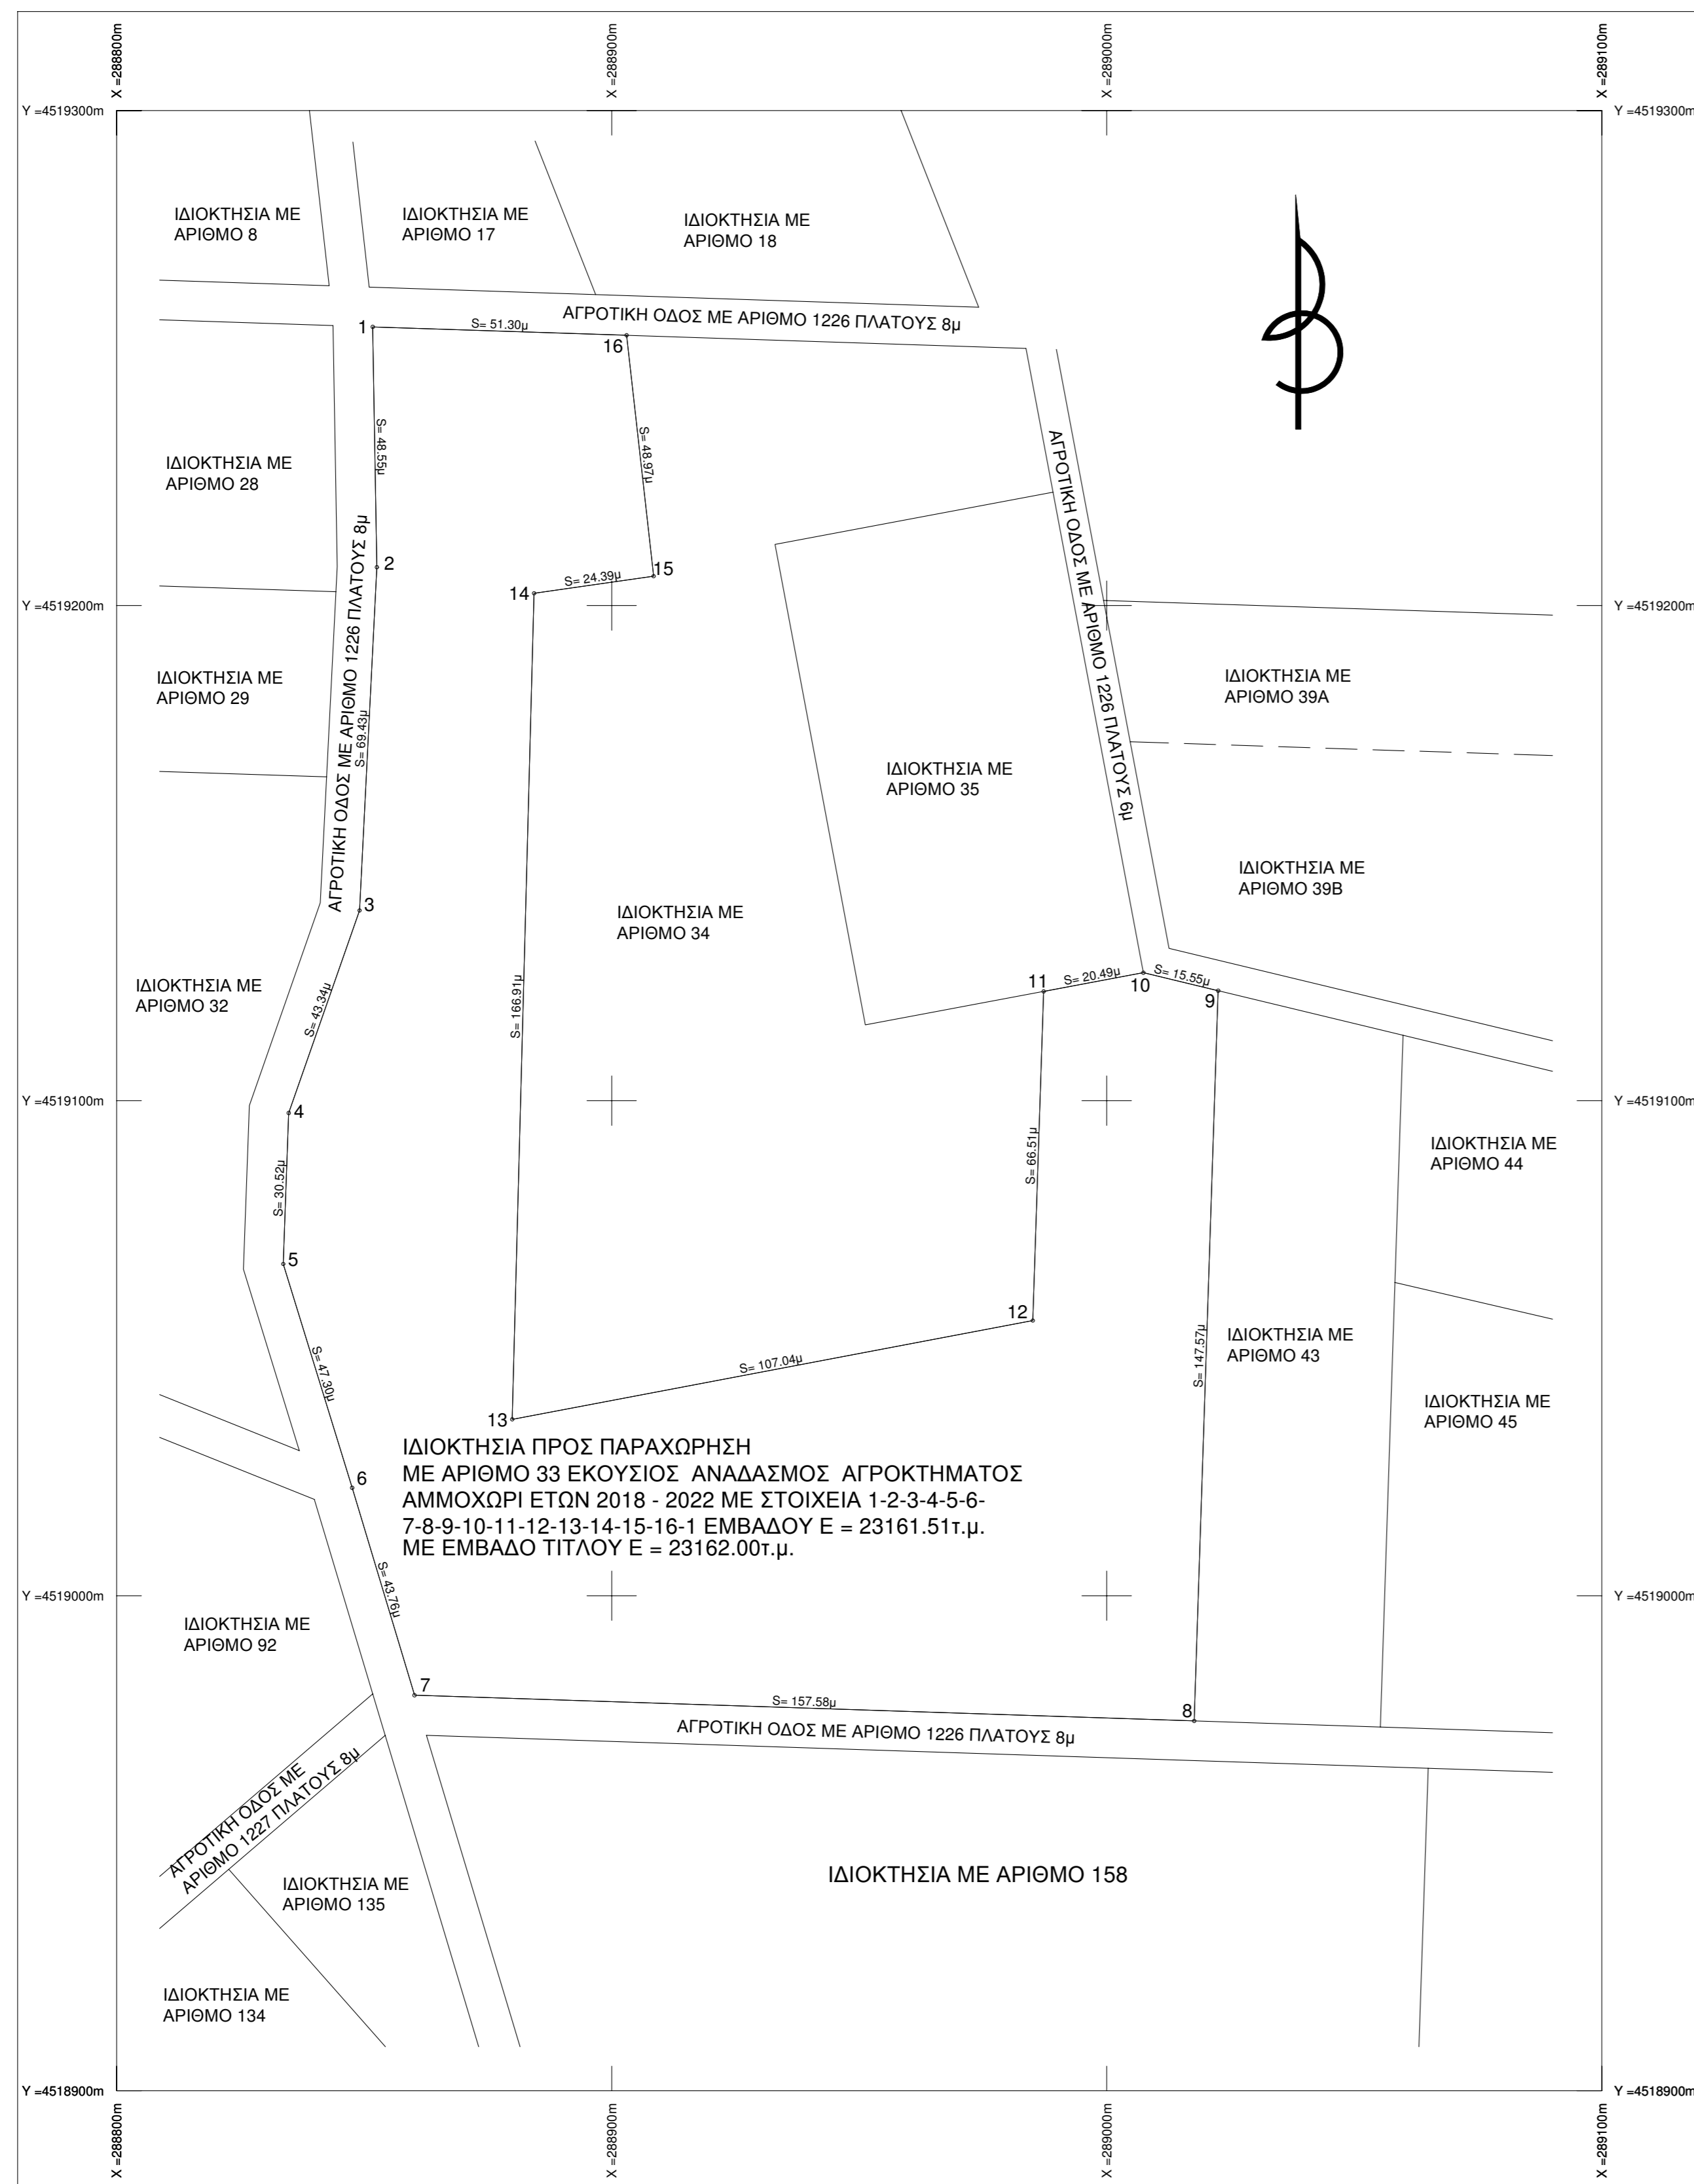 X =288800m
X =288900m
X =289000m
X =289100m
Y =4519300m
Y =4519300m
ΙΔΙΟΚΤΗΣΙΑ ΜΕ
ΑΡΙΘΜΟ 8
ΙΔΙΟΚΤΗΣΙΑ ΜΕ
ΑΡΙΘΜΟ 17
ΙΔΙΟΚΤΗΣΙΑ ΜΕ
ΑΡΙΘΜΟ 18
ΑΓΡΟΤΙΚΗ ΟΔΟΣ ΜΕ ΑΡΙΘΜΟ 1226 ΠΛΑΤΟΥΣ 8μ
1
S= 51.30μ
16
S= 48.55μ
S= 48.97μ
ΙΔΙΟΚΤΗΣΙΑ ΜΕ
ΑΡΙΘΜΟ 28
ΑΓΡΟΤΙΚΗ ΟΔΟΣ ΜΕ ΑΡΙΘΜΟ 1226 ΠΛΑΤΟΥΣ 6μ
2
15
S= 24.39μ
14
Y =4519200m
Y =4519200m
ΑΓΡΟΤΙΚΗ ΟΔΟΣ ΜΕ ΑΡΙΘΜΟ 1226 ΠΛΑΤΟΥΣ 8μ
S= 69.43μ
ΙΔΙΟΚΤΗΣΙΑ ΜΕ
ΑΡΙΘΜΟ 29
ΙΔΙΟΚΤΗΣΙΑ ΜΕ
ΑΡΙΘΜΟ 39Α
ΙΔΙΟΚΤΗΣΙΑ ΜΕ
ΑΡΙΘΜΟ 35
ΙΔΙΟΚΤΗΣΙΑ ΜΕ
ΑΡΙΘΜΟ 39Β
3
ΙΔΙΟΚΤΗΣΙΑ ΜΕ
ΑΡΙΘΜΟ 34
ΙΔΙΟΚΤΗΣΙΑ ΜΕ
ΑΡΙΘΜΟ 32
S= 43.34μ
S= 166.91μ
11
S= 20.49μ
10
S= 15.55μ
9
Y =4519100m
Y =4519100m
4
S= 30.52μ
S= 66.51μ
ΙΔΙΟΚΤΗΣΙΑ ΜΕ
ΑΡΙΘΜΟ 44
5
12
S= 47.30μ
S= 107.04μ
S= 147.57μ
ΙΔΙΟΚΤΗΣΙΑ ΜΕ
ΑΡΙΘΜΟ 43
ΙΔΙΟΚΤΗΣΙΑ ΜΕ
ΑΡΙΘΜΟ 45
13
6
ΙΔΙΟΚΤΗΣΙΑ ΠΡΟΣ ΠΑΡΑΧΩΡΗΣΗ
ΜΕ ΑΡΙΘΜΟ 33 ΕΚΟΥΣΙΟΣ ΑΝΑΔΑΣΜΟΣ ΑΓΡΟΚΤΗΜΑΤΟΣ
ΑΜΜΟΧΩΡΙ ΕΤΩΝ 2018 - 2022 ΜΕ ΣΤΟΙΧΕΙΑ 1-2-3-4-5-6-
7-8-9-10-11-12-13-14-15-16-1 ΕΜΒΑΔΟΥ Ε = 23161.51τ.μ.
ΜΕ ΕΜΒΑΔΟ ΤΙΤΛΟΥ Ε = 23162.00τ.μ.
S= 43.76μ
Y =4519000m
Y =4519000m
ΙΔΙΟΚΤΗΣΙΑ ΜΕ
ΑΡΙΘΜΟ 92
7
S= 157.58μ
8
ΑΓΡΟΤΙΚΗ ΟΔΟΣ ΜΕ ΑΡΙΘΜΟ 1226 ΠΛΑΤΟΥΣ 8μ
ΑΓΡΟΤΙΚΗ ΟΔΟΣ ΜΕ
ΑΡΙΘΜΟ 1227 ΠΛΑΤΟΥΣ 8μ
ΙΔΙΟΚΤΗΣΙΑ ΜΕ ΑΡΙΘΜΟ 158
ΙΔΙΟΚΤΗΣΙΑ ΜΕ
ΑΡΙΘΜΟ 135
ΙΔΙΟΚΤΗΣΙΑ ΜΕ
ΑΡΙΘΜΟ 134
Y =4518900m
Y =4518900m
X =288800m
X =288900m
X =289000m
X =289100m